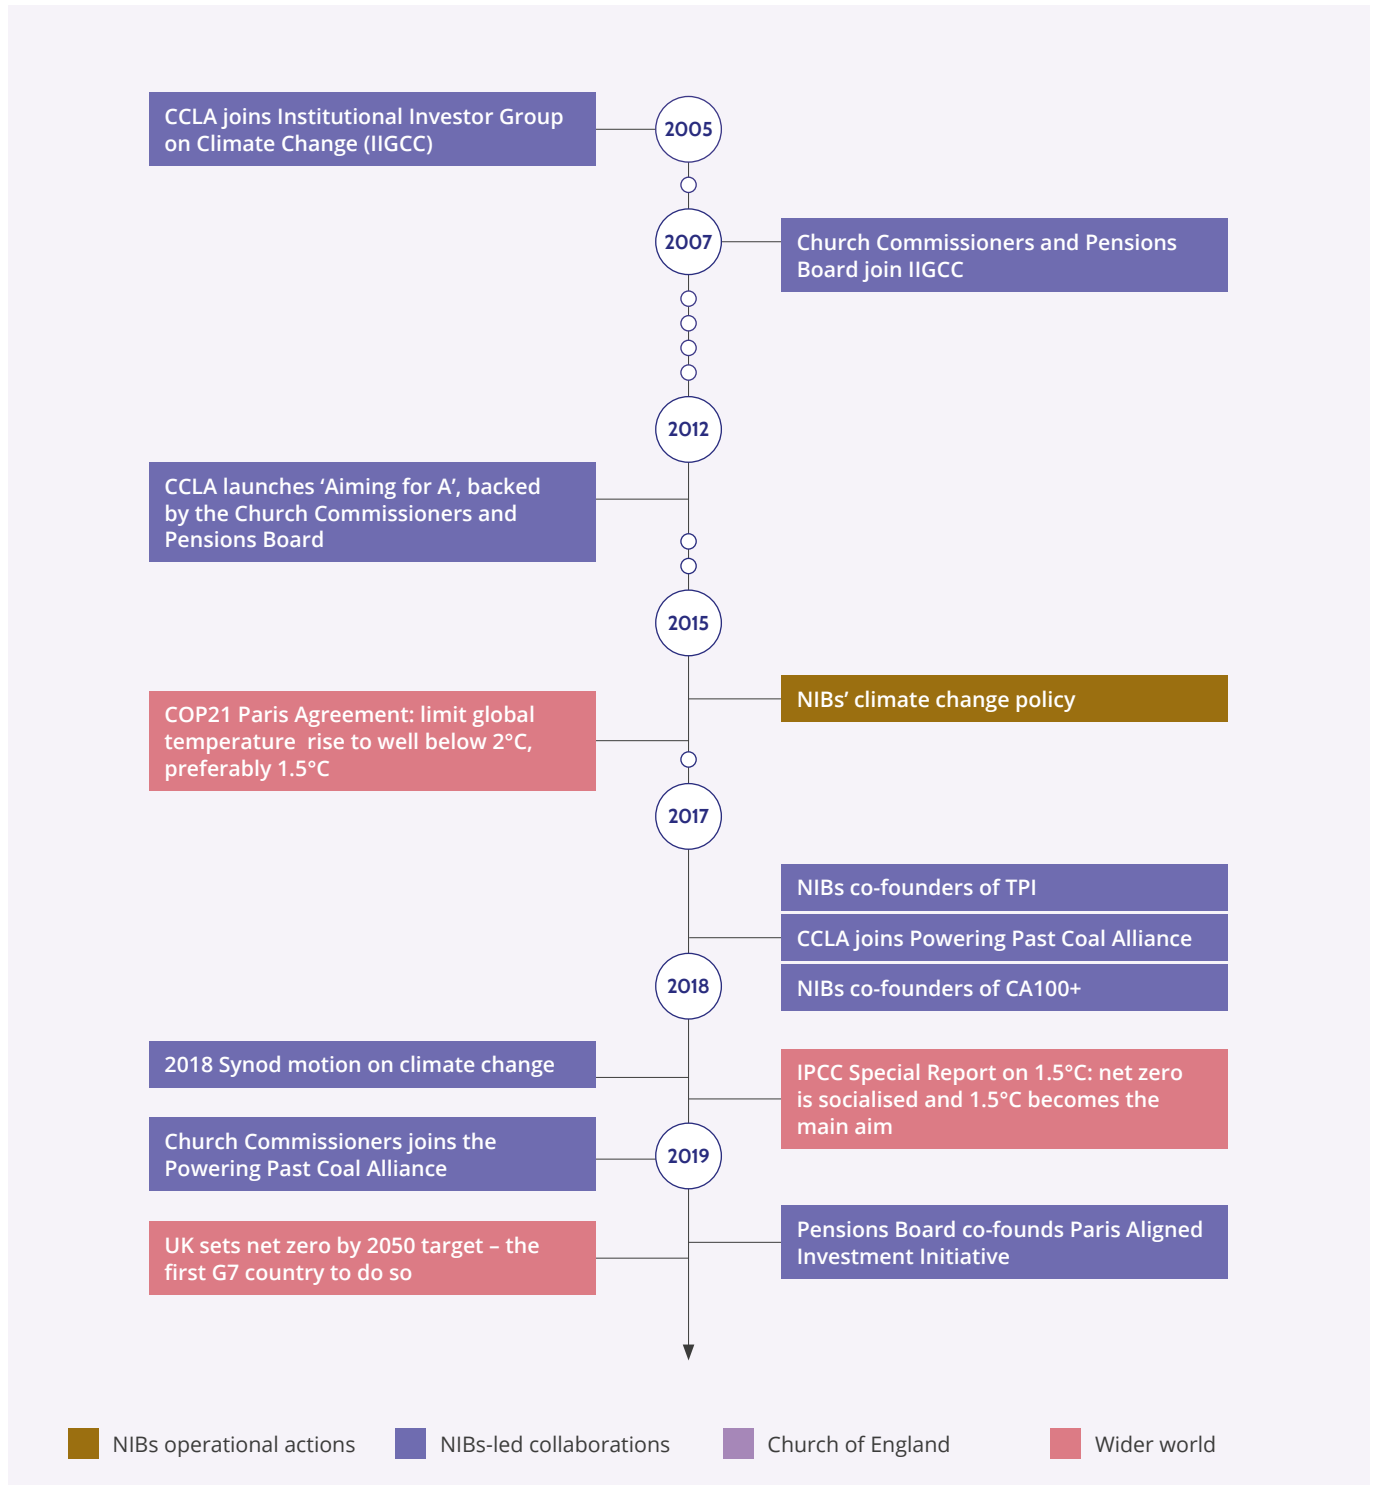 CCLA joins Institutional Investor Group
on Climate Change (IIGCC)
2005
2007
Church Commissioners and Pensions
Board join IIGCC
2012
CCLA launches ‘Aiming for A’, backed
by the Church Commissioners and
Pensions Board
2015
NIBs’ climate change policy
COP21 Paris Agreement: limit global
temperature rise to well below 2°C,
preferably 1.5°C
2017
NIBs co-founders of TPI
CCLA joins Powering Past Coal Alliance
NIBs co-founders of CA100+
2018
2018 Synod motion on climate change
IPCC Special Report on 1.5°C: net zero
is socialised and 1.5°C becomes the
main aim
Church Commissioners joins the
Powering Past Coal Alliance
2019
Pensions Board co-founds Paris Aligned
Investment Initiative
UK sets net zero by 2050 target – the
first G7 country to do so
NIBs operational actions
NIBs-led collaborations
Church of England
Wider world